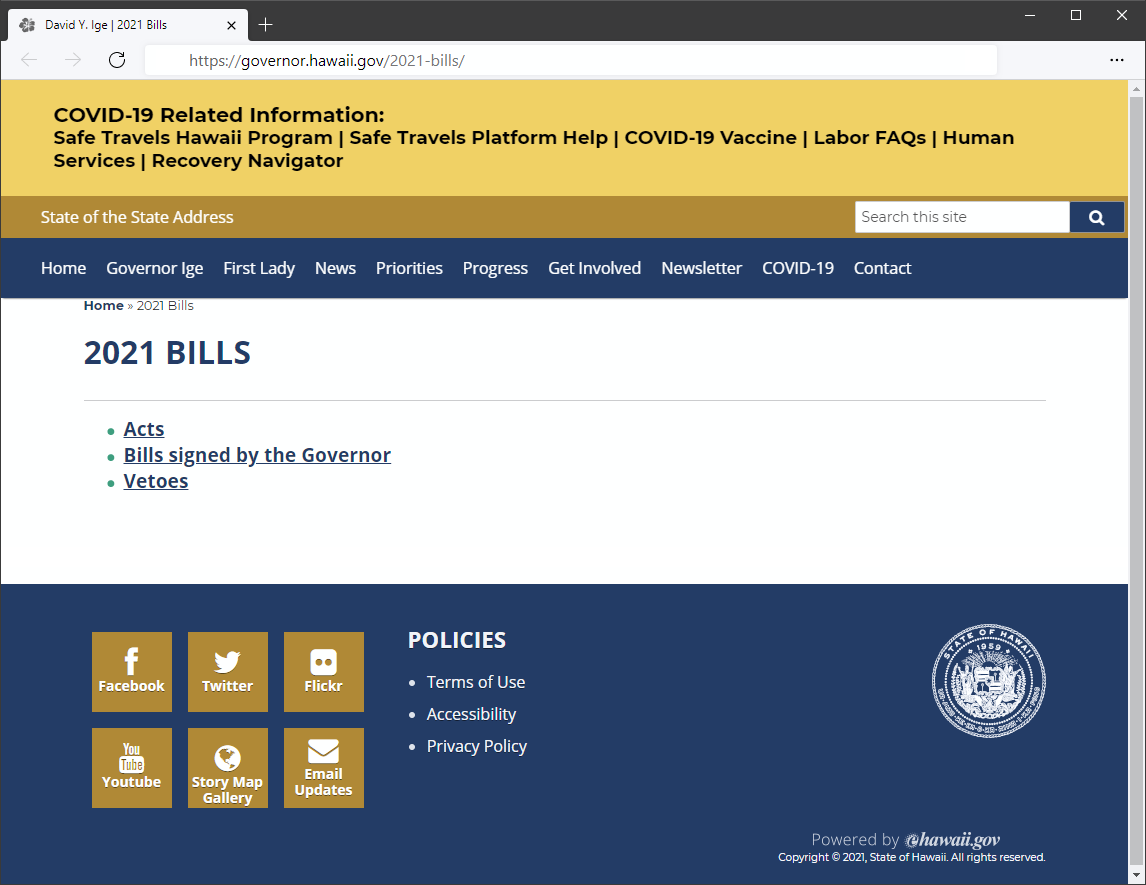 David Y. Ige | 2021 Bills
https://governor.hawaii.gov/2021-bills/
COVID-19 Related Information:
Safe Travels Hawaii Program | Safe Travels Platform Help | COVID-19 Vaccine | Labor FAQs | Human
Services | Recovery Navigator
State of the State Address
Search this site
Home Governor Ige First Lady News Priorities Progress Get Involved Newsletter COVID-19 Contact
Home » 2021 Bills
2021 BILLS
Acts
Bills signed by the Governor
Vetoes
Facebook
Twitter
Flickr
You
Tube
Youtube
Story Map
Gallery
Email
Updates
POLICIES
Terms of Use
Accessibility
Privacy Policy
STATE OF HAWAII
1959
Powered by ehawaii.gov
Copyright © 2021, State of Hawaii. All rights reserved.